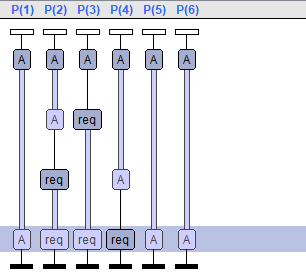 P(1) P(2) P(3) P(4) P(5) P(6)
A A A A A A
A req
req A
A req req req A A